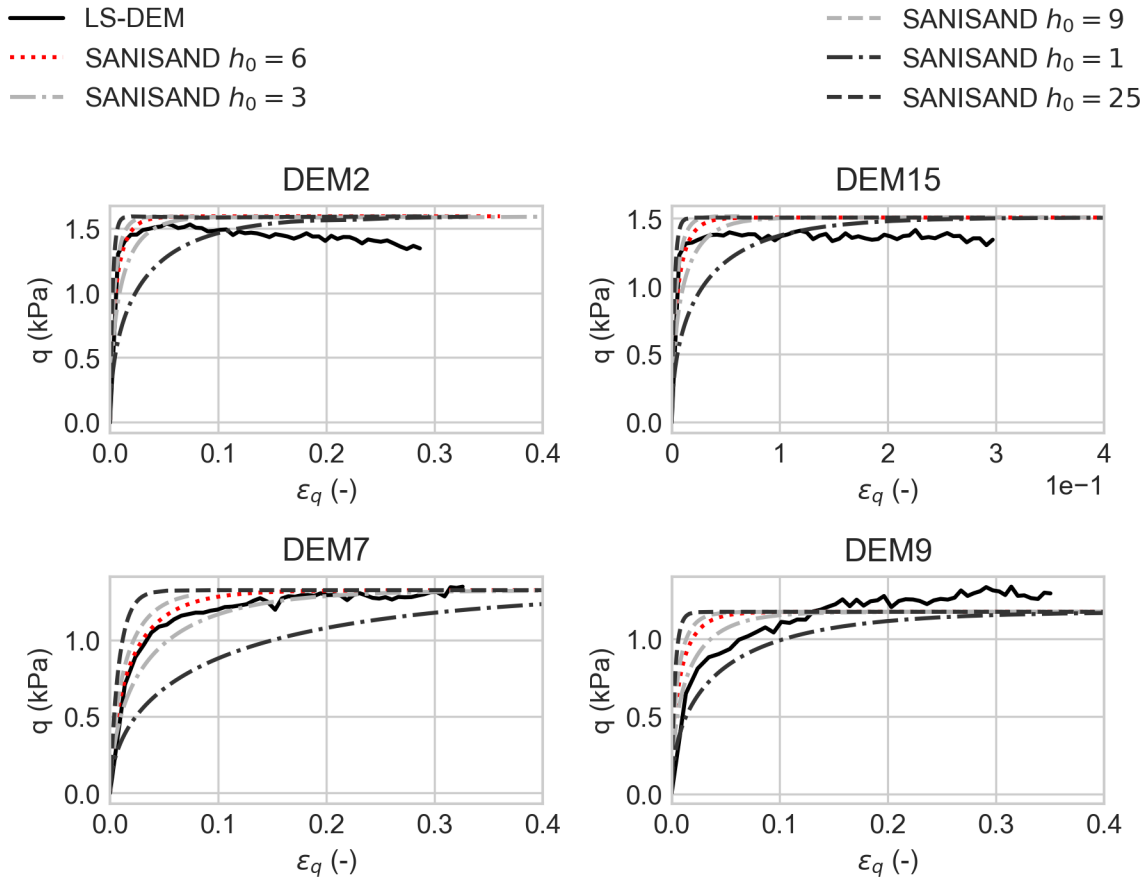 LS-DEM
SANISAND h₀ = 6
SANISAND h₀ = 3
SANISAND h₀ = 9
SANISAND h₀ = 1
SANISAND h₀ = 25
DEM2
1.5
1.0
0.5
0.0
q (kPa)
0.0 0.1 0.2 0.3 0.4
ε_q (-)
DEM15
1.5
1.0
0.5
0.0
q (kPa)
0 1 2 3 4
ε_q (-)
1e−1
DEM7
1.0
0.5
0.0
q (kPa)
0.0 0.1 0.2 0.3 0.4
ε_q (-)
DEM9
1.0
0.5
0.0
q (kPa)
0.0 0.1 0.2 0.3 0.4
ε_q (-)